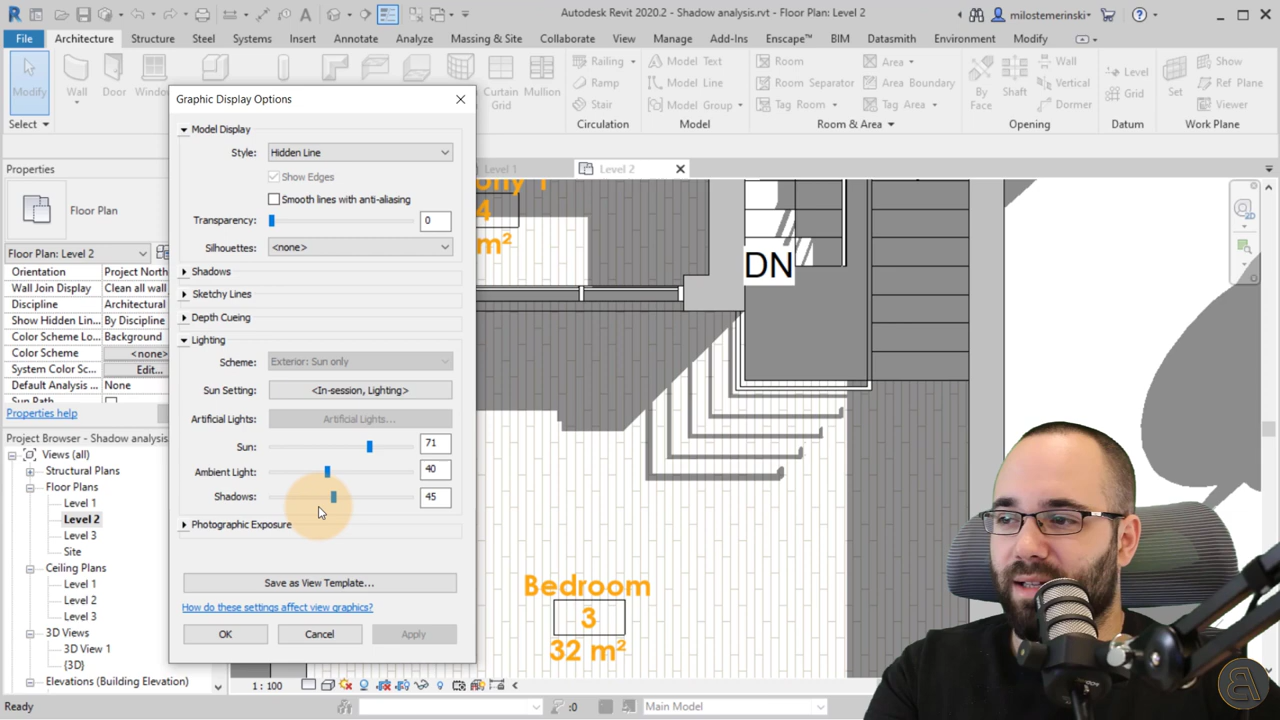 Autodesk Revit 2020.2 - Shadow analysis.rvt - Floor Plan: Level 2
milostemerinski
File Architecture Structure Steel Systems Insert Annotate Analyze Massing & Site Collaborate View Manage Add-Ins Enscape™ BIM Datasmith Environment Modify
Modify
Wall
Door
Curtain
Grid
Mullion
Railing
Ramp
Stair
Model Text
Model Line
Model Group
Room
Room Separator
Tag Room
Area
Area Boundary
Tag Area
By
Face
Shaft
Wall
Vertical
Dormer
Level
Grid
Set
Show
Ref Plane
Viewer
Select
Circulation
Model
Room & Area
Opening
Datum
Work Plane
Level 1
Level 2
Properties
Floor Plan
Floor Plan: Level 2
Orientation Project North
Wall Join Display Clean all wall
Discipline Architectural
Show Hidden Lin... By Discipline
Color Scheme Lo... Background
Color Scheme <none>
System Color Sche... Edit...
Default Analysis ... None
Properties help
Project Browser - Shadow analysis
Views (all)
Structural Plans
Floor Plans
Level 1
Level 2
Level 3
Site
Ceiling Plans
Level 1
Level 2
Level 3
3D Views
3D View 1
{3D}
Elevations (Building Elevation)
Graphic Display Options
Model Display
Style: Hidden Line
Show Edges
Smooth lines with anti-aliasing
Transparency: 0
Silhouettes: <none>
Shadows
Sketchy Lines
Depth Cueing
Lighting
Scheme: Exterior: Sun only
Sun Setting: <In-session, Lighting>
Artificial Lights: Artificial Lights...
Sun: 71
Ambient Light: 40
Shadows: 45
Photographic Exposure
Save as View Template...
How do these settings affect view graphics?
OK Cancel Apply
4
m²
DN
Bedroom
3
32 m²
1 : 100
Ready
:0
Main Model